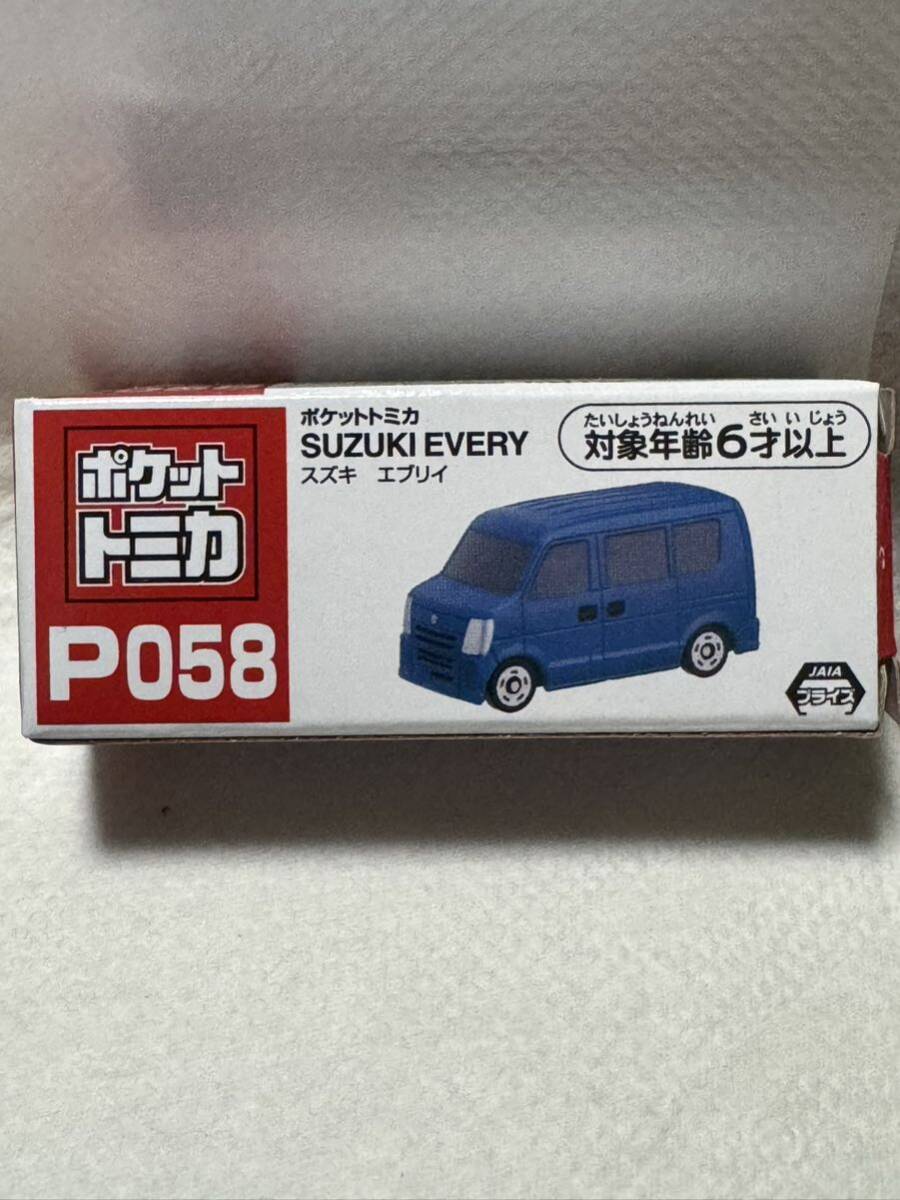 ポケット
トミカ
P058
ポケットトミカ
SUZUKI EVERY
スズキ エブリイ
たいしょうねんれい さい い じょう
対象年齢6才以上
JAIA
プライズ